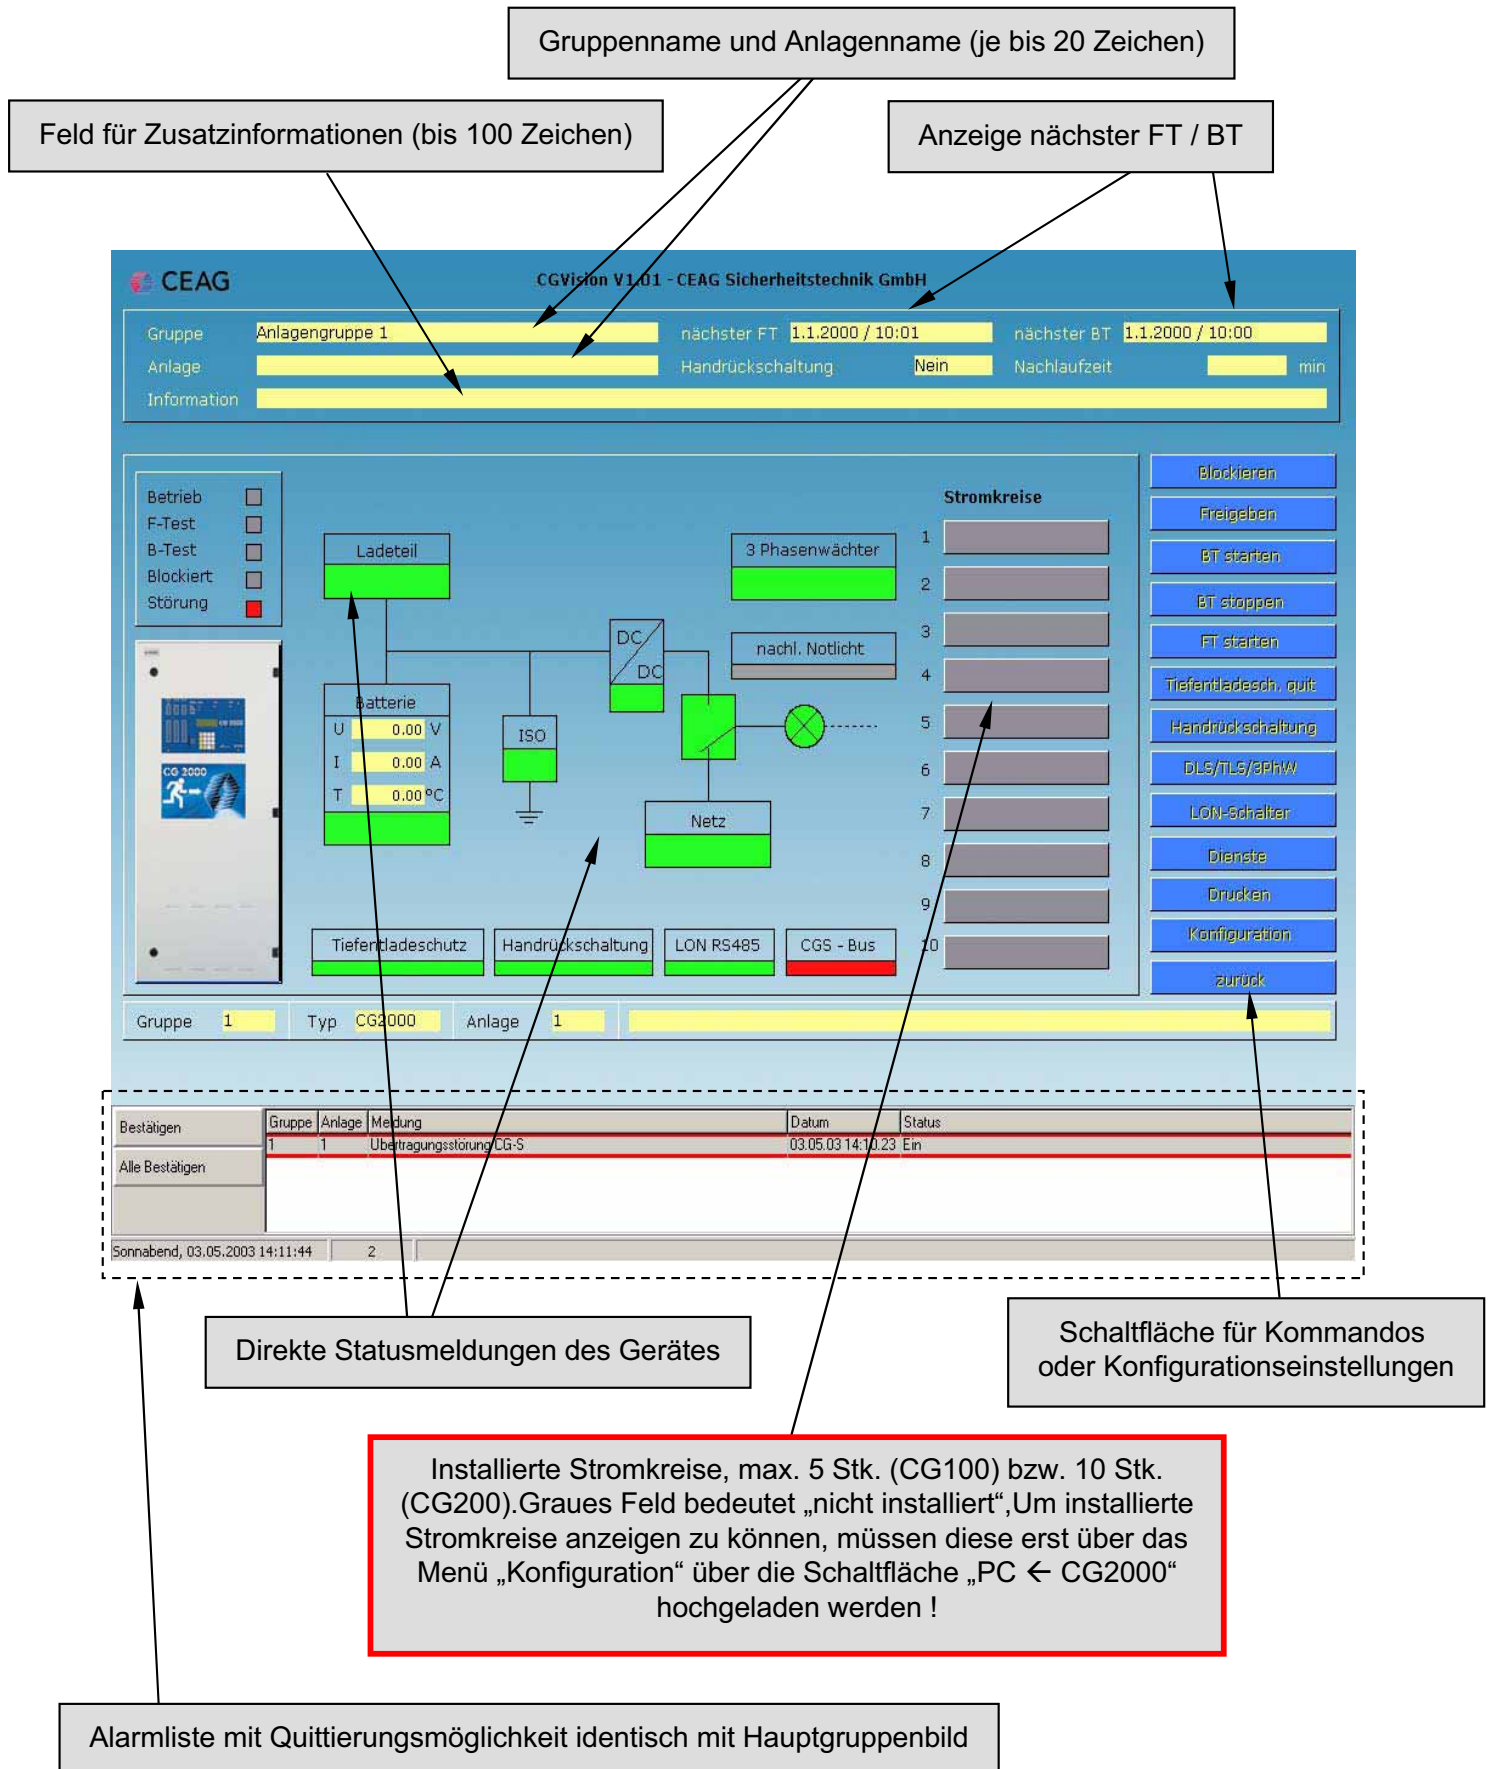 Gruppenname und Anlagenname (je bis 20 Zeichen)
Feld für Zusatzinformationen (bis 100 Zeichen)
Anzeige nächster FT / BT
CEAG
CGVision V1.01 - CEAG Sicherheitstechnik GmbH
Gruppe Anlagengruppe 1 nächster FT 1.1.2000 / 10:01 nächster BT 1.1.2000 / 10:00
Anlage Handrückschaltung Nein Nachlaufzeit min
Information
Betrieb
F-Test
B-Test
Blockiert
Störung
CG 2000
Ladeteil
Batterie
U 0.00 V
I 0.00 A
T 0.00 °C
ISO
DC
DC
3 Phasenwächter
nachl. Notlicht
Netz
Tiefentladeschutz
Handrückschaltung
LON RS485
CGS - Bus
Stromkreise
1
2
3
4
5
6
7
8
9
10
Blockieren
Freigeben
BT starten
BT stoppen
FT starten
Tiefentladesch. quit
Handrückschaltung
DLS/TLS/3PhW
LON-Schalter
Dienste
Drucken
Konfiguration
zurück
Gruppe 1 Typ CG2000 Anlage 1
Bestätigen
Alle Bestätigen
Gruppe Anlage Meldung Datum Status
1 1 Übertragungsstörung CG-S 03.05.03 14:10:23 Ein
Sonnabend, 03.05.2003 14:11:44 2
Direkte Statusmeldungen des Gerätes
Schaltfläche für Kommandos
oder Konfigurationseinstellungen
Installierte Stromkreise, max. 5 Stk. (CG100) bzw. 10 Stk.
(CG200).Graues Feld bedeutet „nicht installiert“,Um installierte
Stromkreise anzeigen zu können, müssen diese erst über das
Menü „Konfiguration“ über die Schaltfläche „PC ← CG2000“
hochgeladen werden !
Alarmliste mit Quittierungsmöglichkeit identisch mit Hauptgruppenbild